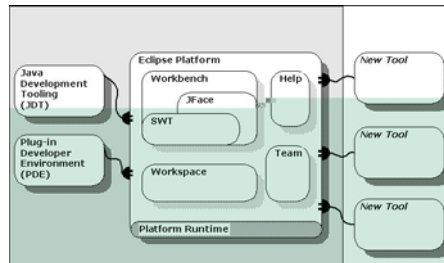 Eclipse Platform
Java
Development
Tooling
(JDT)
Workbench
JFace
SWT
Help
New Tool
Plug-in
Developer
Environment
(PDE)
Workspace
Team
New Tool
New Tool
Platform Runtime